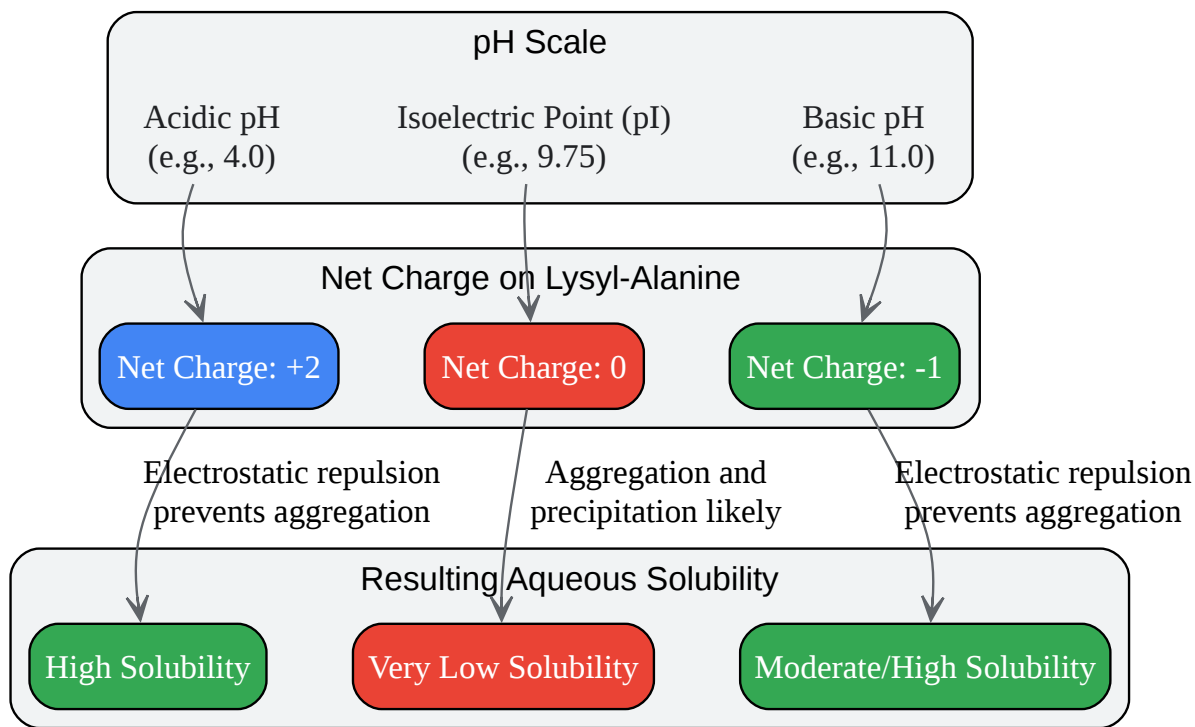 pH Scale
Acidic pH
(e.g., 4.0)
Isoelectric Point (pI)
(e.g., 9.75)
Basic pH
(e.g., 11.0)
Net Charge on Lysyl-Alanine
Net Charge: +2
Net Charge: 0
Net Charge: -1
Electrostatic repulsion
prevents aggregation
Aggregation and
precipitation likely
Electrostatic repulsion
prevents aggregation
Resulting Aqueous Solubility
High Solubility
Very Low Solubility
Moderate/High Solubility